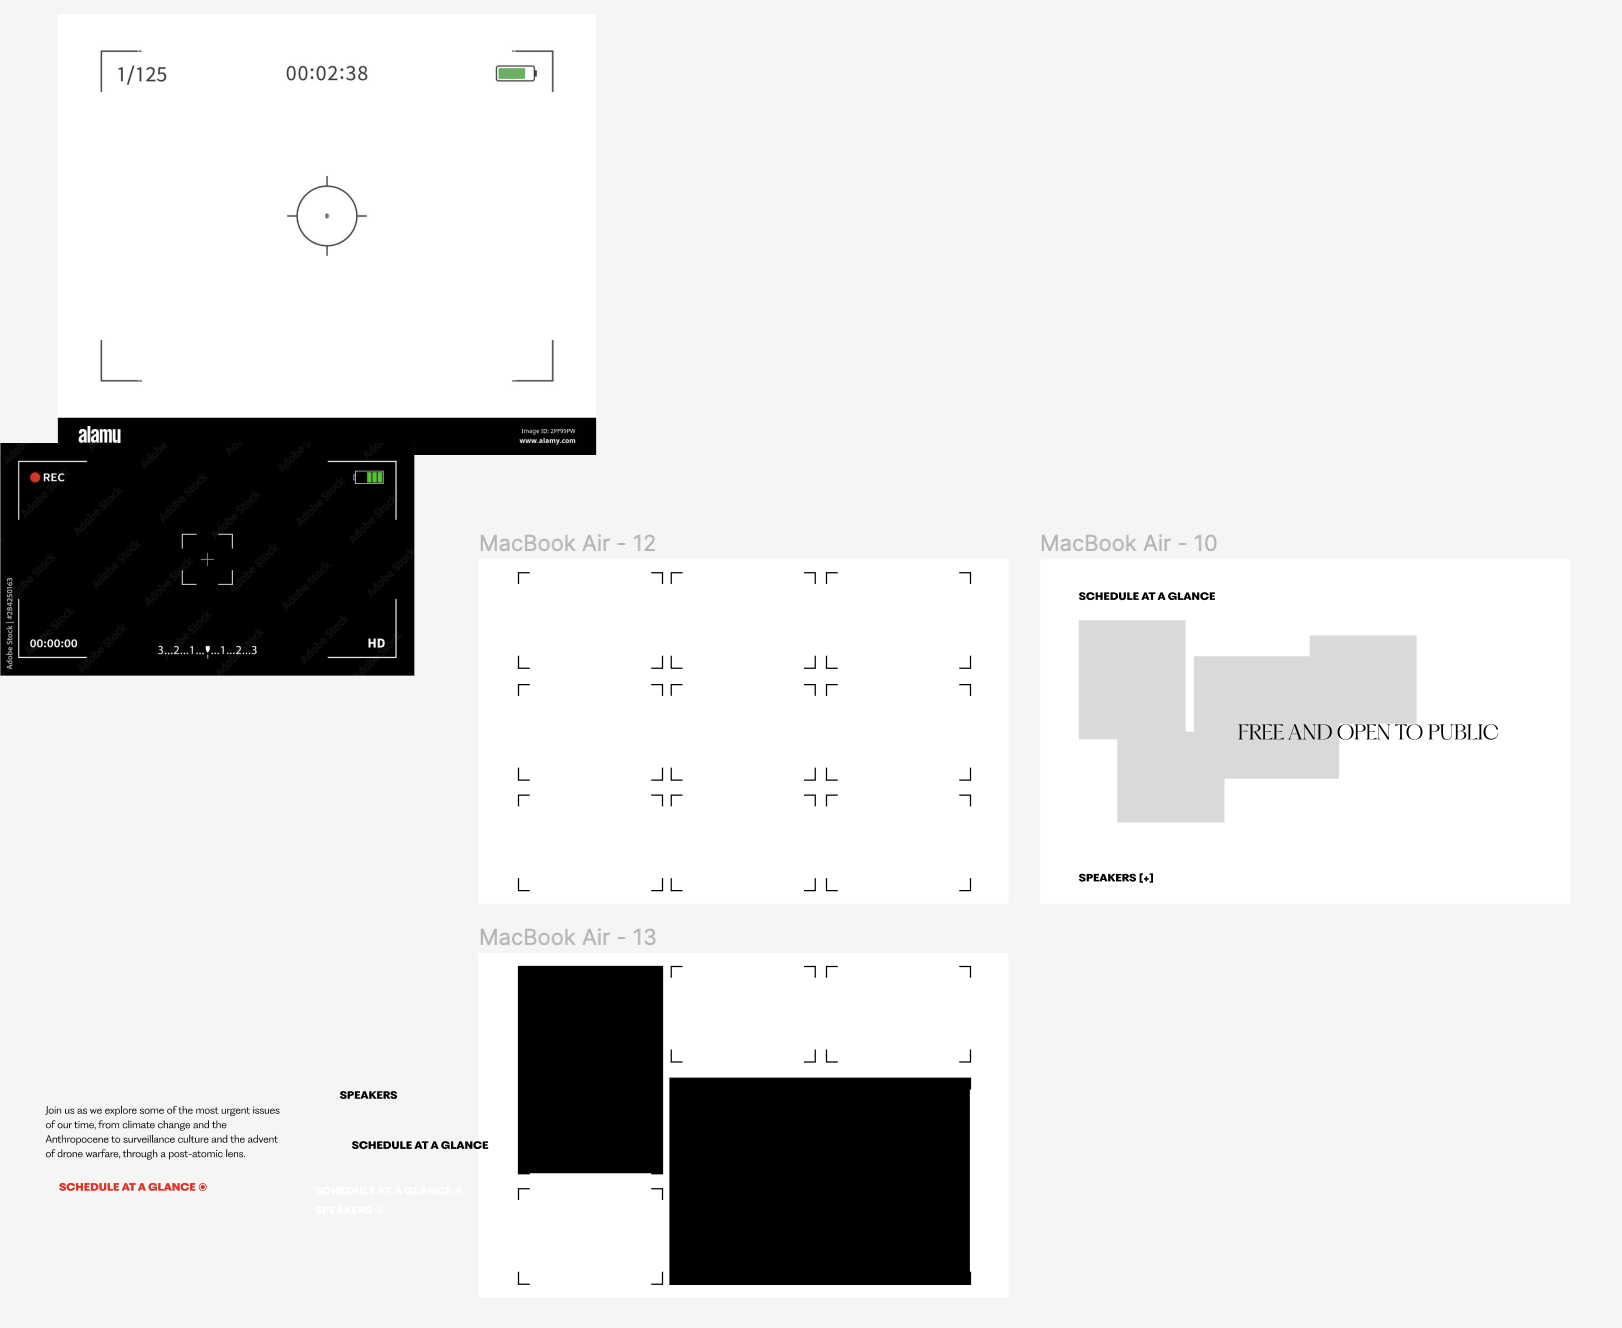 1/125
00:02:38
alamu
Image ID: 2PF99PW
www.alamy.com
REC
Adobe Stock | #284250163
00:00:00
3...2...1...
...1...2...3
HD
MacBook Air - 12
MacBook Air - 10
SCHEDULE AT A GLANCE
FREE AND OPEN TO PUBLIC
SPEAKERS [+]
MacBook Air - 13
SPEAKERS
Join us as we explore some of the most urgent issues
of our time, from climate change and the
Anthropocene to surveillance culture and the advent
of drone warfare, through a post-atomic lens.
SCHEDULE AT A GLANCE
SCHEDULE AT A GLANCE
SCHEDULE AT A GLANCE
SPEAKERS